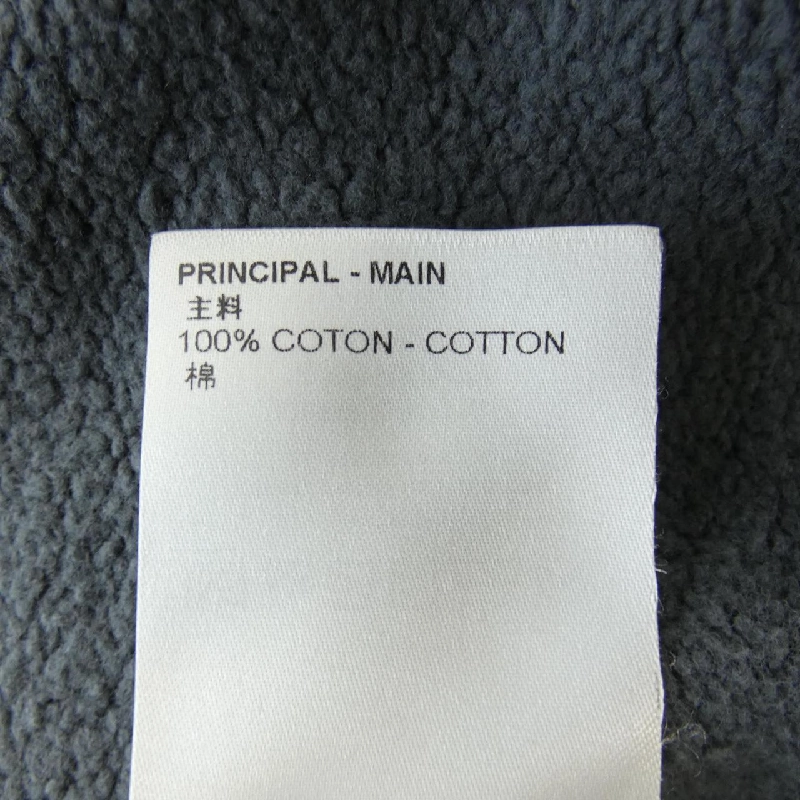 PRINCIPAL - MAIN
主料
100% COTON - COTTON
棉